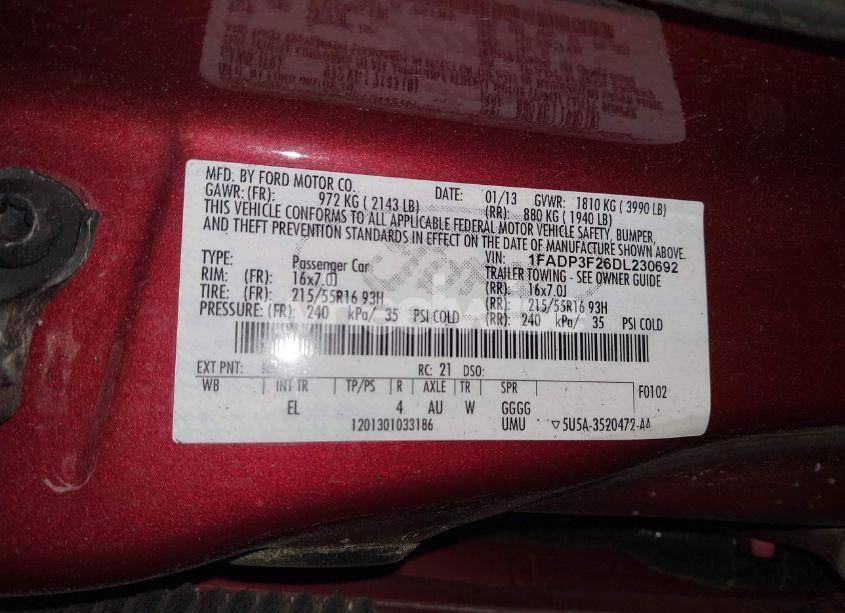 MFD. BY FORD MOTOR CO.
DATE: 01/13 GVWR: 1810 KG ( 3990 LB)
GAWR: (FR): 972 KG ( 2143 LB) (RR): 880 KG ( 1940 LB)
THIS VEHICLE CONFORMS TO ALL APPLICABLE FEDERAL MOTOR VEHICLE SAFETY, BUMPER,
AND THEFT PREVENTION STANDARDS IN EFFECT ON THE DATE OF MANUFACTURE SHOWN ABOVE.
VIN: 1FADP3F26DL230692
TYPE: Passenger Car TRAILER TOWING - SEE OWNER GUIDE
RIM: (FR): 16x7.0J (RR): 16x7.0J
TIRE: (FR): 215/55R16 93H (RR): 215/55R16 93H
PRESSURE: (FR): 240 kPa/ 35 PSI COLD (RR): 240 kPa/ 35 PSI COLD
EXT PNT: RC: 21 DSO:
WB INT TR TP/PS R AXLE TR SPR F0102
EL 4 AU W GGGG
1201301033186 UMU ▽5U5A-3520472-AA